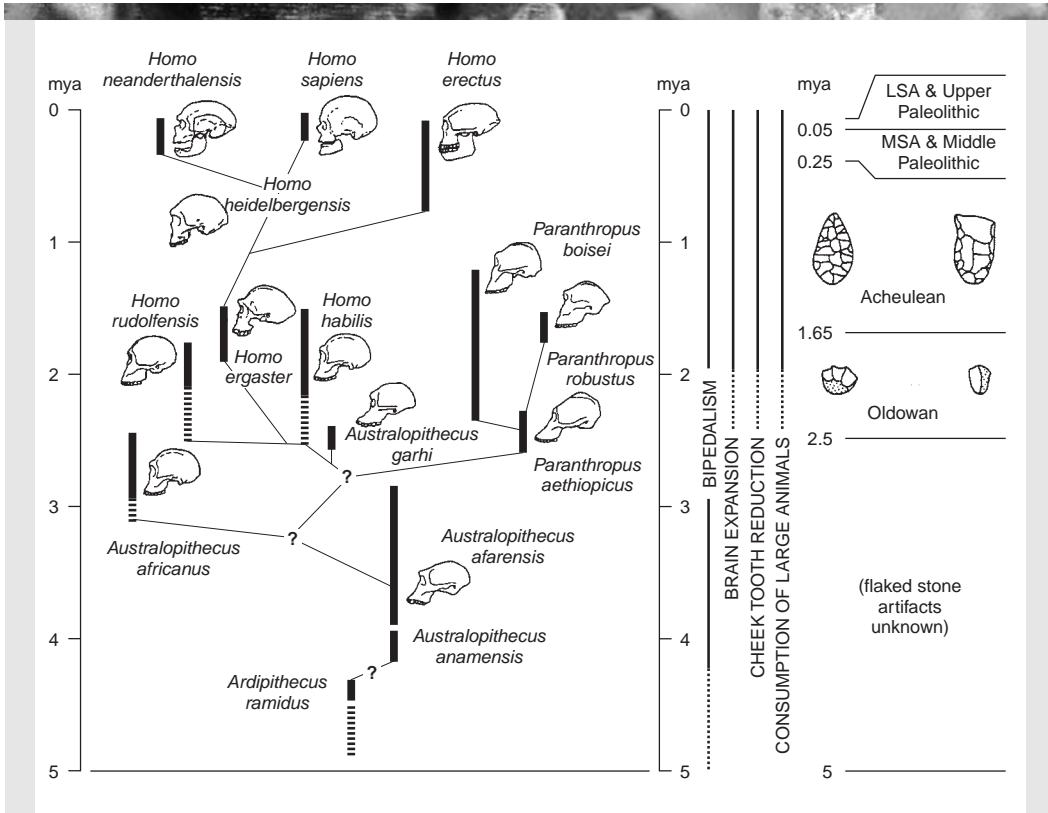 Homo
neanderthalensis
Homo
sapiens
Homo
erectus
mya
0
1
2
3
4
5
Homo
heidelbergensis
Paranthropus
boisei
Homo
rudolfensis
Homo
ergaster
Homo
habilis
Paranthropus
robustus
Australopithecus
garhi
Paranthropus
aethiopicus
?
?
Australopithecus
africanus
Australopithecus
afarensis
Australopithecus
anamensis
?
Ardipithecus
ramidus
mya
0
1
2
3
4
5
BIPEDALISM
BRAIN EXPANSION
CHEEK TOOTH REDUCTION
CONSUMPTION OF LARGE ANIMALS
mya
LSA & Upper
Paleolithic
0.05
MSA & Middle
Paleolithic
0.25
Acheulean
1.65
Oldowan
2.5
(flaked stone
artifacts
unknown)
5